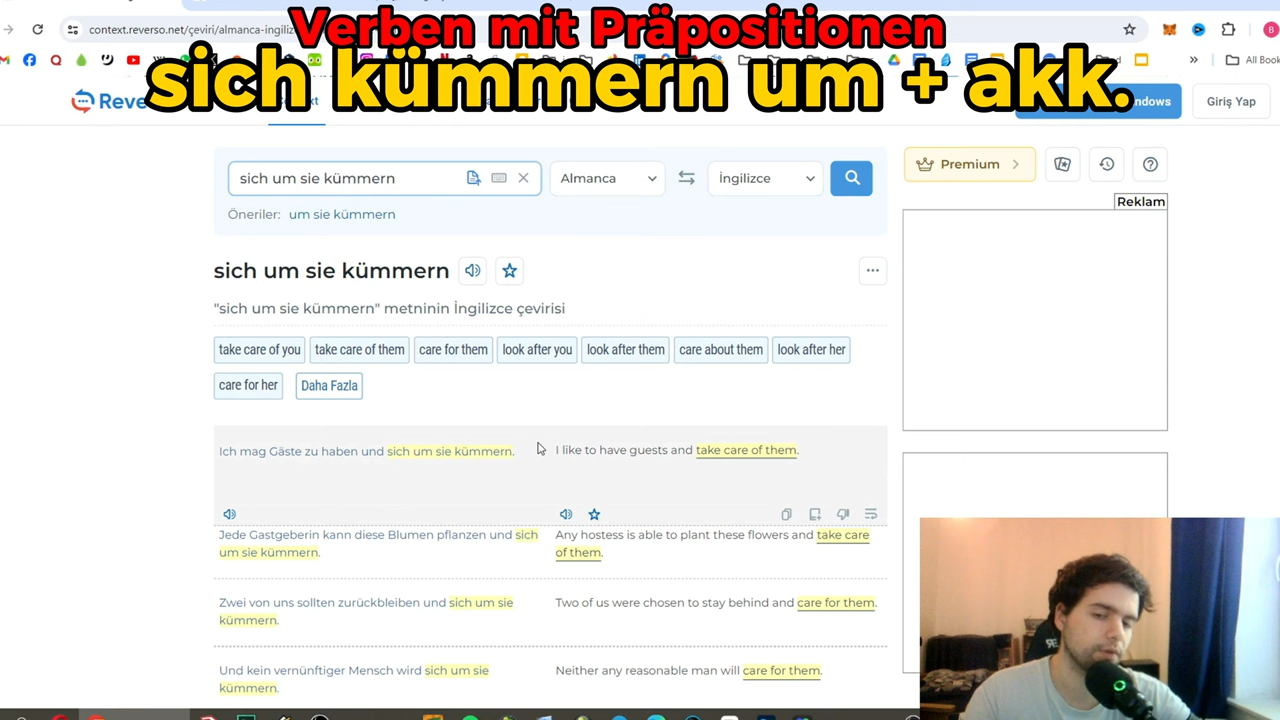 Verben mit Präpositionen
context.reverso.net/çeviri/almanca-ingiliz
sich kümmern um + akk.
All Book
Giriş Yap
sich um sie kümmern
Almanca
İngilizce
Premium
Öneriler: um sie kümmern
Reklam
sich um sie kümmern
"sich um sie kümmern" metninin İngilizce çevirisi
take care of you
take care of them
care for them
look after you
look after them
care about them
look after her
care for her
Daha Fazla
Ich mag Gäste zu haben und sich um sie kümmern.
I like to have guests and take care of them.
Jede Gastgeberin kann diese Blumen pflanzen und sich
um sie kümmern.
Any hostess is able to plant these flowers and take care
of them.
Zwei von uns sollten zurückbleiben und sich um sie
kümmern.
Two of us were chosen to stay behind and care for them.
Und kein vernünftiger Mensch wird sich um sie
kümmern.
Neither any reasonable man will care for them.